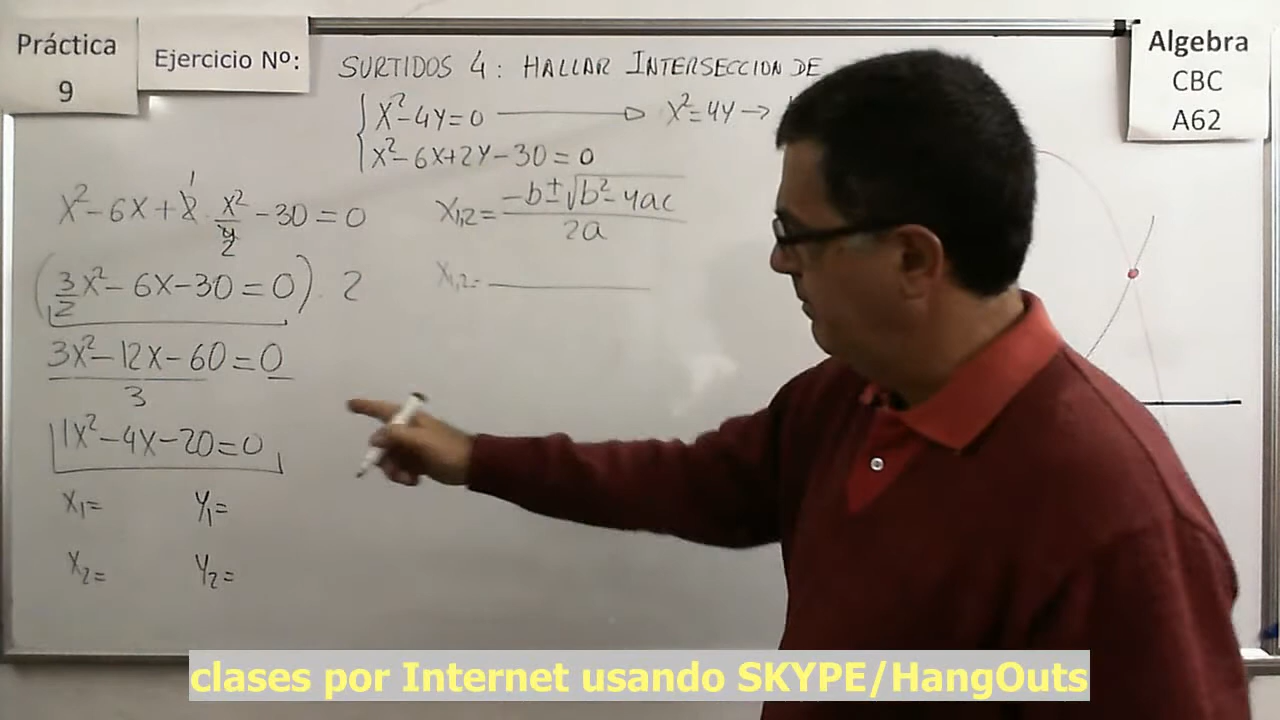 Práctica
9
Ejercicio Nº:
SURTIDOS 4: HALLAR INTERSECCION DE
Algebra
CBC
A62
X²-4Y=0 → X²=4Y →
X²-6X+2Y-30=0
X²-6X+2·X²/4-30=0
1
2
X1,2=(-b±√b²-4ac)/2a
(3/2X²-6X-30=0)·2
X1,2=
3X²-12X-60=0
3
1X²-4X-20=0
X1= Y1=
X2= Y2=
clases por Internet usando SKYPE/HangOuts